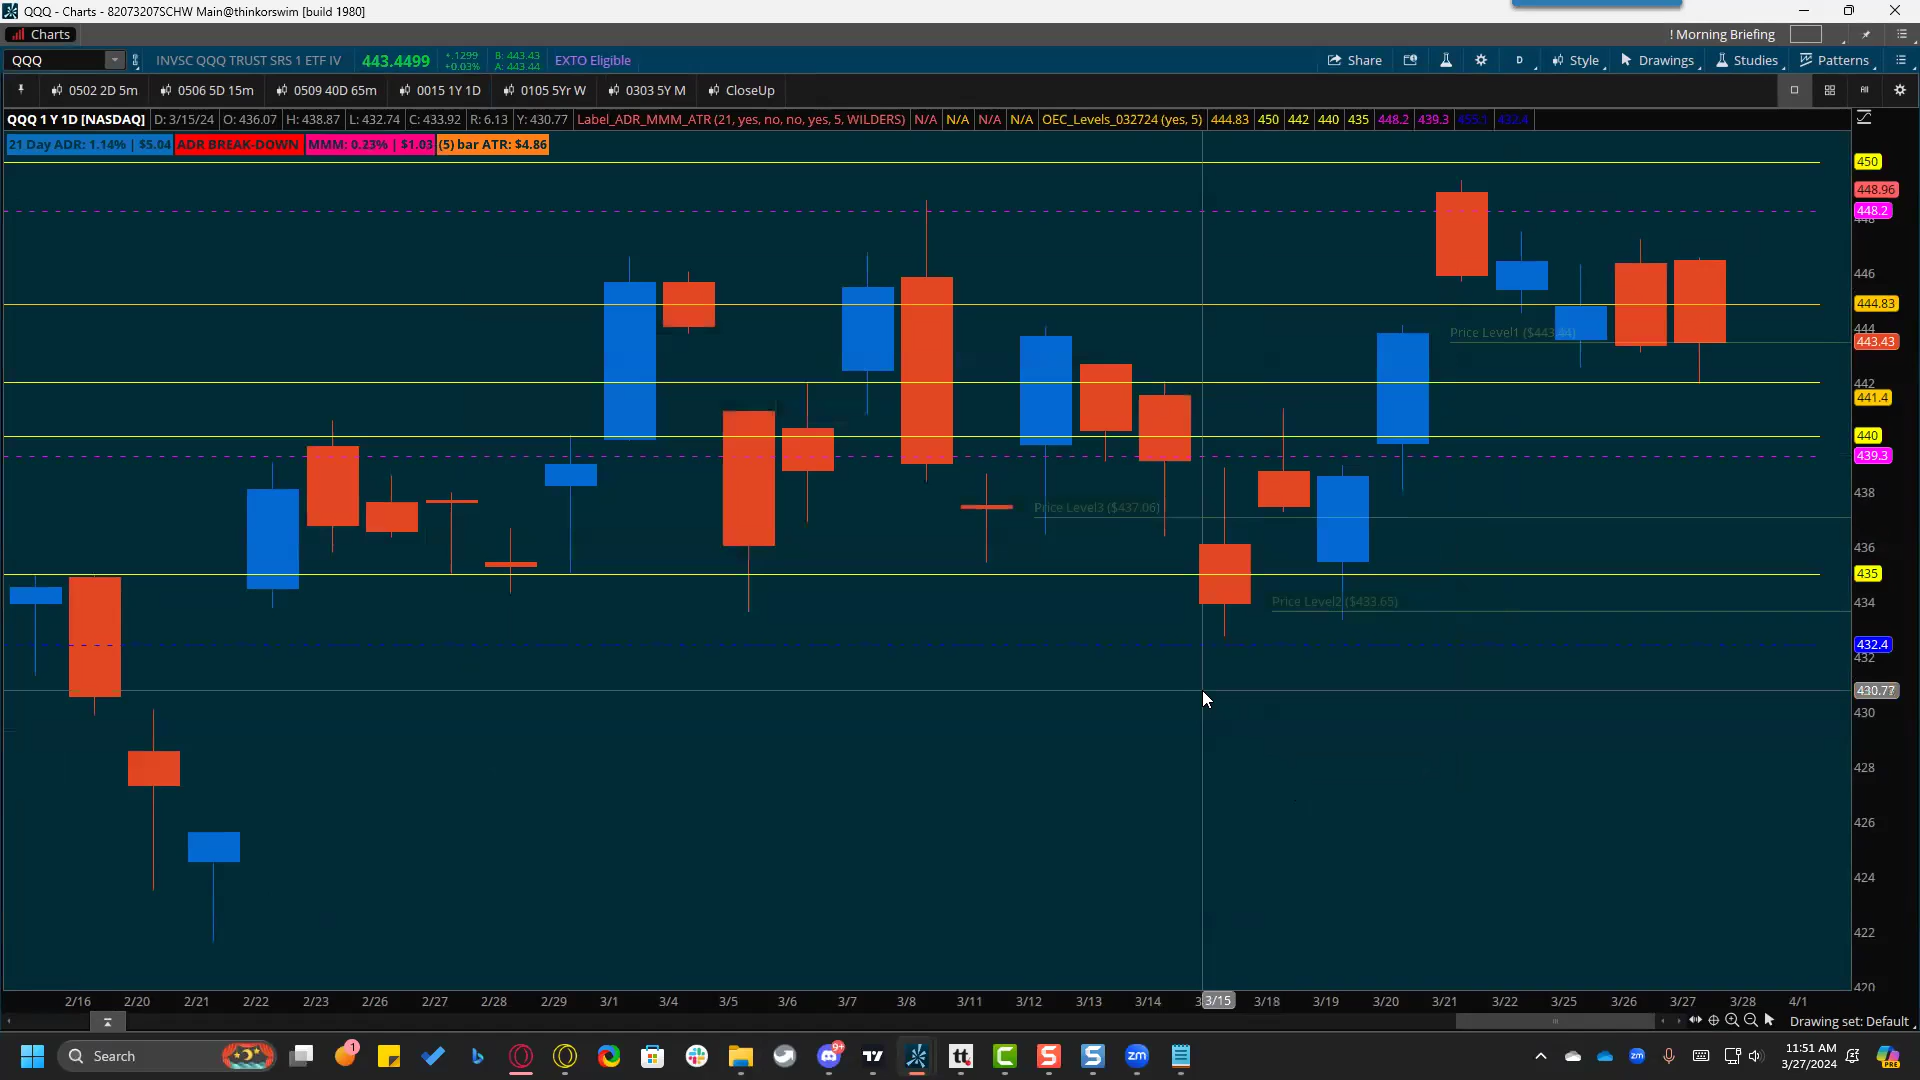 QQQ - Charts - 82073207SCHW Main@thinkorswim [build 1980]
Charts
! Morning Briefing
QQQ
INVSC QQQ TRUST SRS 1 ETF IV
443.4499
+.1299
+0.03%
B: 443.43
A: 443.44
EXTO Eligible
Share
D
Style
Drawings
Studies
Patterns
0502 2D 5m
0506 5D 15m
0509 40D 65m
0015 1Y 1D
0105 5Yr W
0303 5Y M
CloseUp
QQQ 1 Y 1D [NASDAQ]
D: 3/15/24
O: 436.07
H: 438.87
L: 432.74
C: 433.92
R: 6.13
Y: 430.77
Label_ADR_MMM_ATR (21, yes, no, no, yes, 5, WILDERS)
N/A
N/A
N/A
N/A
OEC_Levels_032724 (yes, 5)
444.83
450
442
440
435
448.2
439.3
455.1
432.4
21 Day ADR: 1.14% | $5.04
ADR BREAK-DOWN
MMM: 0.23% | $1.03
(5) bar ATR: $4.86
450
448.96
448.2
446
444.83
444
443.43
442
441.4
440
439.3
438
436
435
434
432.4
432
430.77
430
428
426
424
422
420
Price Level3 ($437.06)
Price Level2 ($433.65)
2/16
2/20
2/21
2/22
2/23
2/26
2/27
2/28
2/29
3/1
3/4
3/5
3/6
3/7
3/8
3/11
3/12
3/13
3/14
3/15
3/18
3/19
3/20
3/21
3/22
3/25
3/26
3/27
3/28
4/1
Drawing set: Default
Search
1
9+
zm
zm
PRE
11:51 AM
3/27/2024